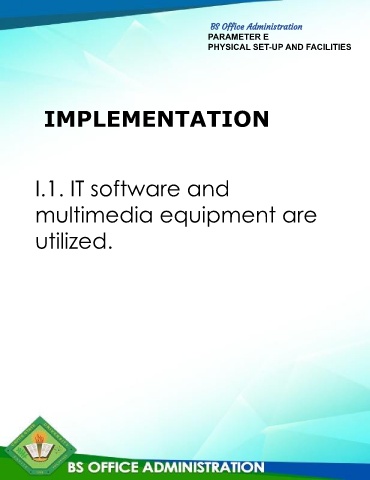 BS Office Administration
PARAMETER E
PHYSICAL SET-UP AND FACILITIES
IMPLEMENTATION
I.1. IT software and
multimedia equipment are
utilized.
BS OFFICE ADMINISTRATION